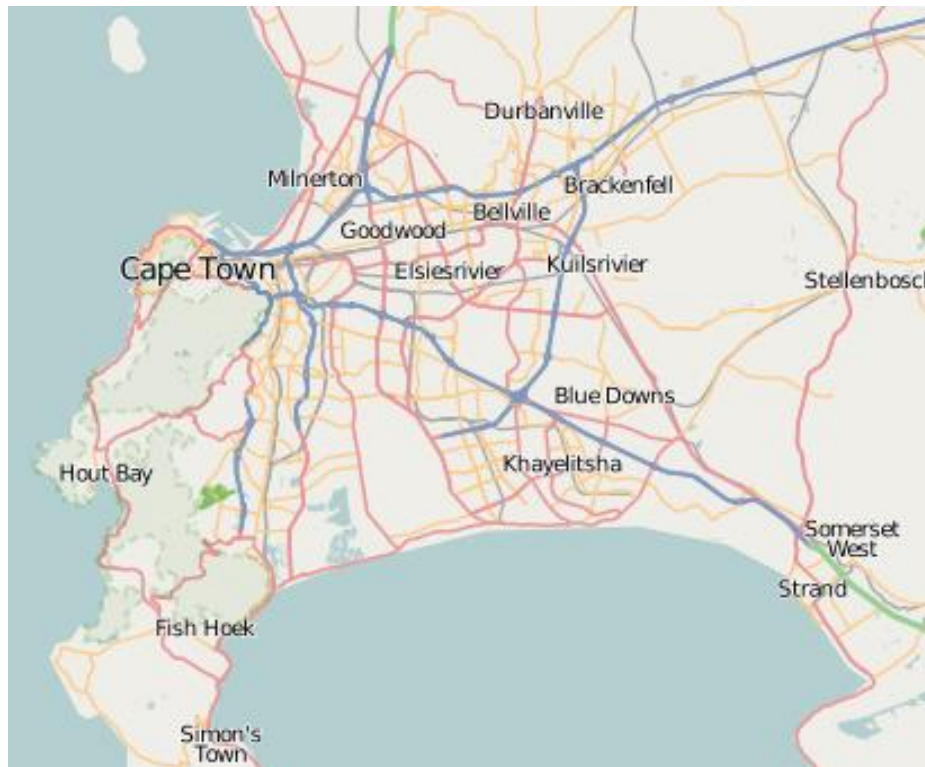 Durbanville
Milnerton
Brackenfell
Bellville
Goodwood
Cape Town
Elsiesrivier
Kuilsrivier
Stellenbosch
Blue Downs
Hout Bay
Khayelitsha
Somerset
West
Strand
Fish Hoek
Simon's
Town